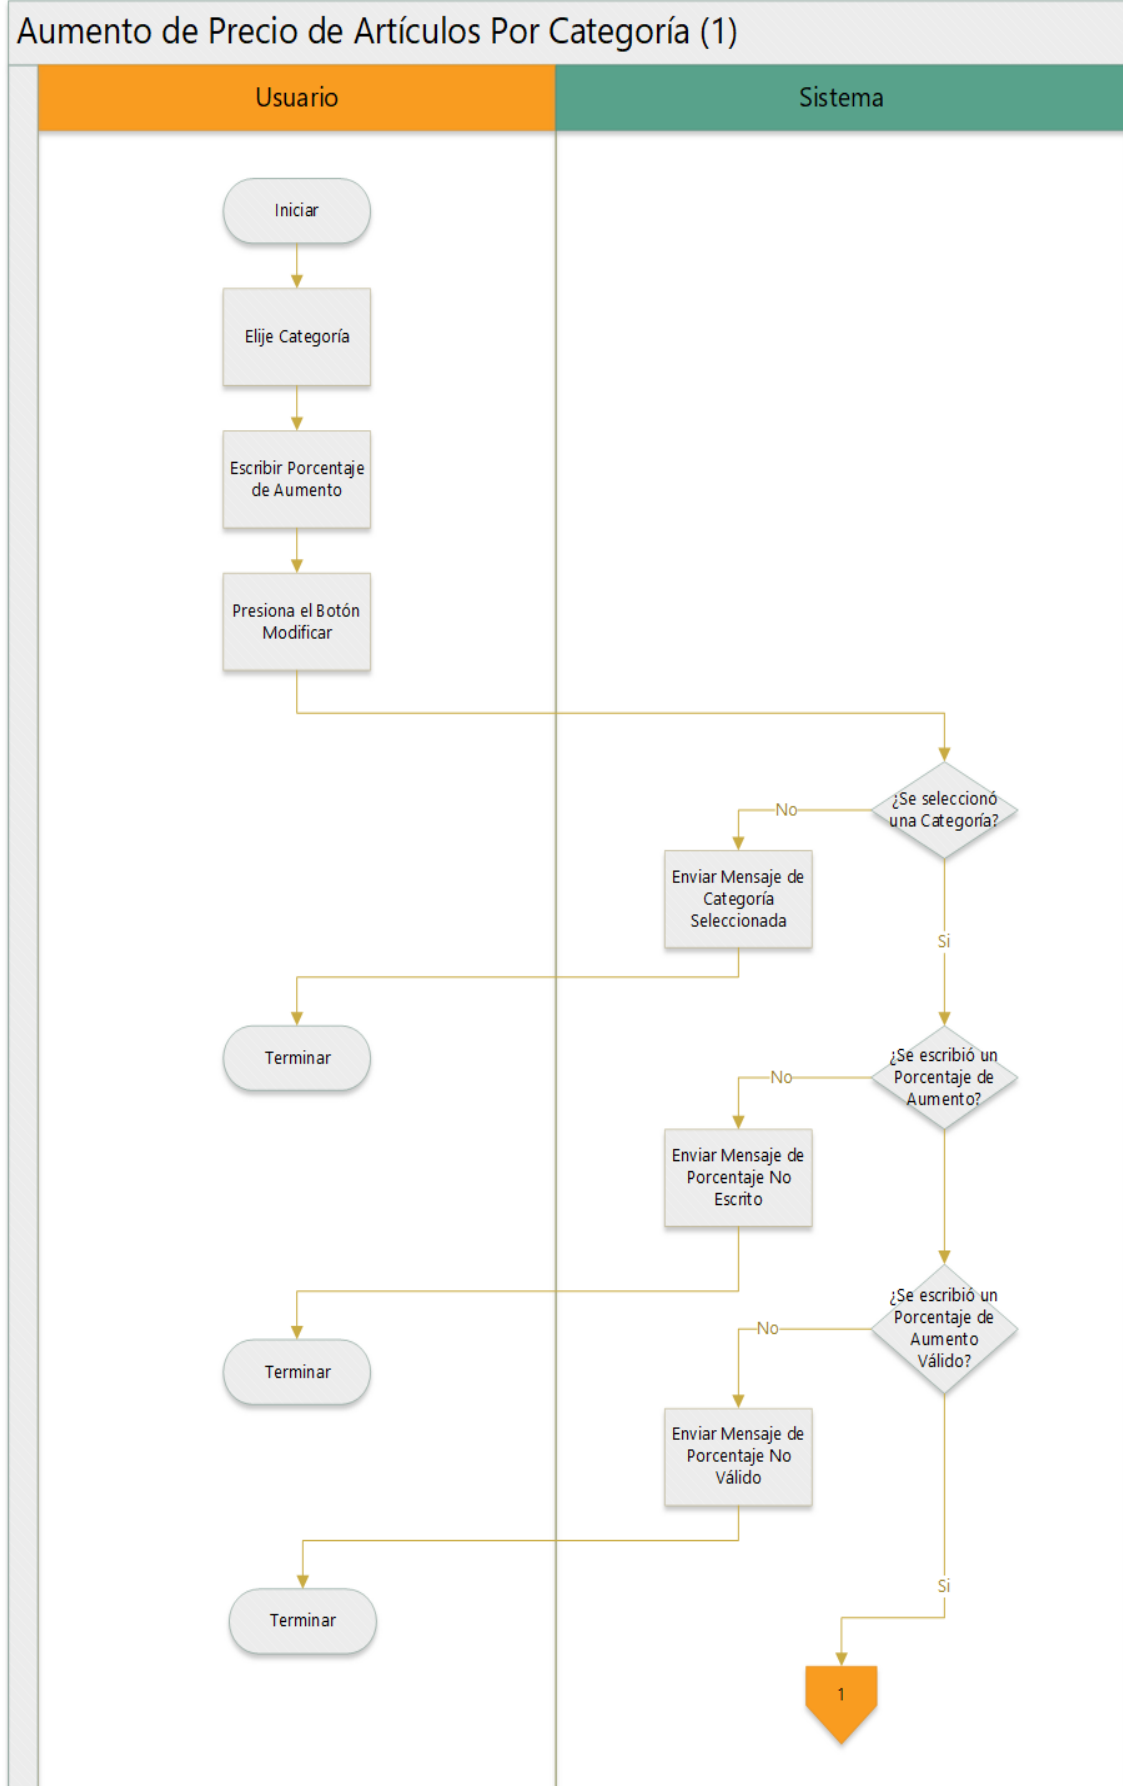 Aumento de Precio de Artículos Por Categoría (1)
Usuario
Sistema
Iniciar
Elije Categoría
Escribir Porcentaje
de Aumento
Presiona el Botón
Modificar
¿Se seleccionó
una Categoría?
No
Enviar Mensaje de
Categoría
Seleccionada
Si
Terminar
¿Se escribió un
Porcentaje de
Aumento?
No
Enviar Mensaje de
Porcentaje No
Escrito
Terminar
¿Se escribió un
Porcentaje de
Aumento
Válido?
No
Enviar Mensaje de
Porcentaje No
Válido
Si
Terminar
1